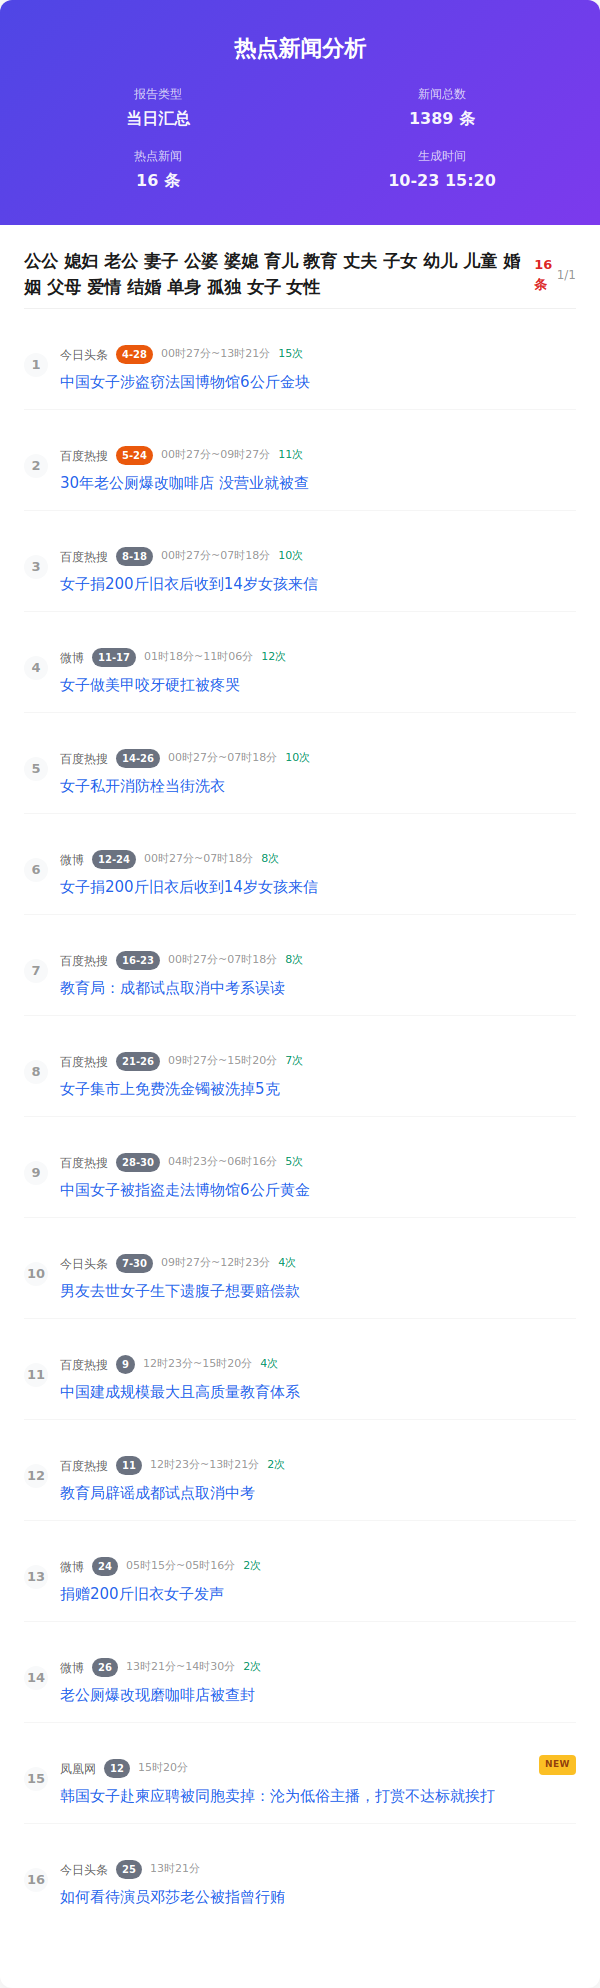 热点新闻分析
报告类型
当日汇总
新闻总数
1389 条
热点新闻
16 条
生成时间
10-23 15:20
公公 媳妇 老公 妻子 公婆 婆媳 育儿 教育 丈夫 子女 幼儿 儿童 婚
姻 父母 爱情 结婚 单身 孤独 女子 女性
16
条
1/1
1
今日头条 4-28 00时27分~13时21分 15次
中国女子涉盗窃法国博物馆6公斤金块
2
百度热搜 5-24 00时27分~09时27分 11次
30年老公厕爆改咖啡店 没营业就被查
3
百度热搜 8-18 00时27分~07时18分 10次
女子捐200斤旧衣后收到14岁女孩来信
4
微博 11-17 01时18分~11时06分 12次
女子做美甲咬牙硬扛被疼哭
5
百度热搜 14-26 00时27分~07时18分 10次
女子私开消防栓当街洗衣
6
微博 12-24 00时27分~07时18分 8次
女子捐200斤旧衣后收到14岁女孩来信
7
百度热搜 16-23 00时27分~07时18分 8次
教育局：成都试点取消中考系误读
8
百度热搜 21-26 09时27分~15时20分 7次
女子集市上免费洗金镯被洗掉5克
9
百度热搜 28-30 04时23分~06时16分 5次
中国女子被指盗走法博物馆6公斤黄金
10
今日头条 7-30 09时27分~12时23分 4次
男友去世女子生下遗腹子想要赔偿款
11
百度热搜 9 12时23分~15时20分 4次
中国建成规模最大且高质量教育体系
12
百度热搜 11 12时23分~13时21分 2次
教育局辟谣成都试点取消中考
13
微博 24 05时15分~05时16分 2次
捐赠200斤旧衣女子发声
14
微博 26 13时21分~14时30分 2次
老公厕爆改现磨咖啡店被查封
15
凤凰网 12 15时20分
NEW
韩国女子赴柬应聘被同胞卖掉：沦为低俗主播，打赏不达标就挨打
16
今日头条 25 13时21分
如何看待演员邓莎老公被指曾行贿